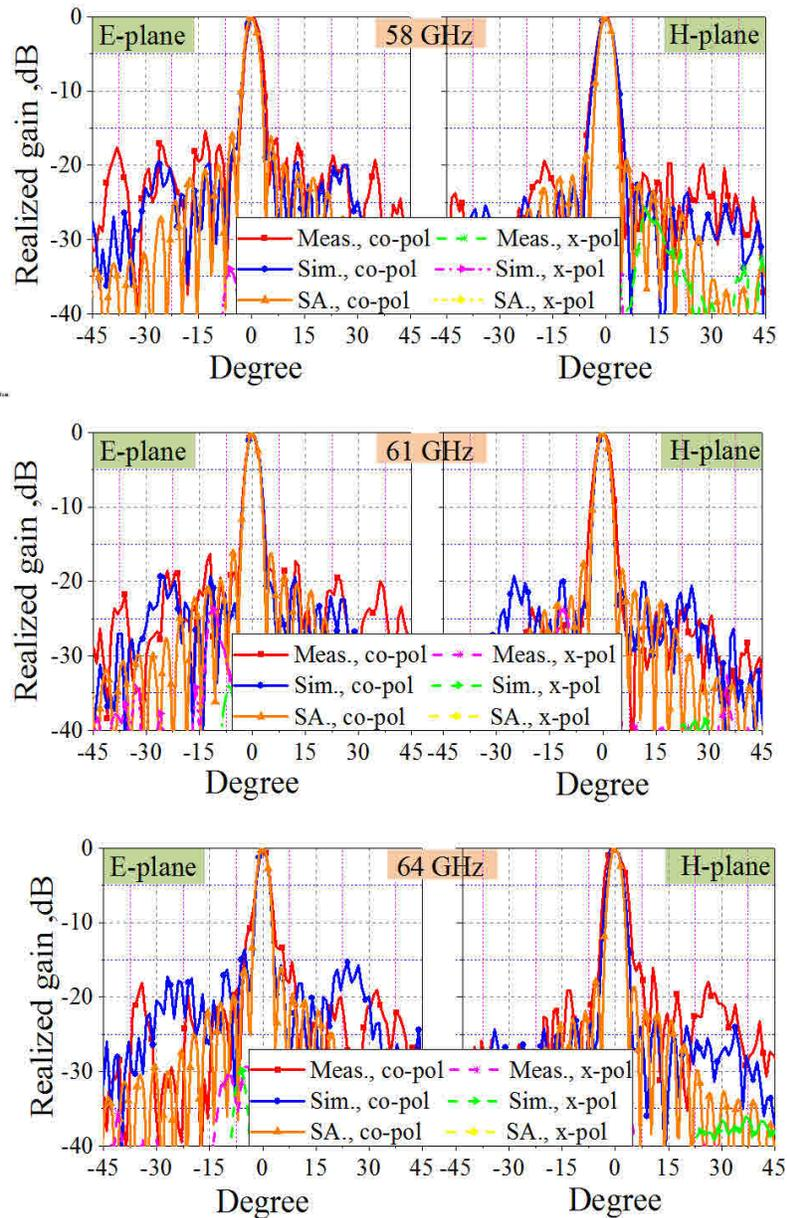 E-plane 58 GHz H-plane
Realized gain ,dB
0
-10
-20
-30
-40
Meas., co-pol Meas., x-pol
Sim., co-pol Sim., x-pol
SA., co-pol SA., x-pol
-45 -30 -15 0 15 30 45 -45 -30 -15 0 15 30 45
Degree Degree
E-plane 61 GHz H-plane
Realized gain ,dB
0
-10
-20
-30
-40
Meas., co-pol Meas., x-pol
Sim., co-pol Sim., x-pol
SA., co-pol SA., x-pol
-45 -30 -15 0 15 30 45 -45 -30 -15 0 15 30 45
Degree Degree
E-plane 64 GHz H-plane
Realized gain ,dB
0
-10
-20
-30
-40
Meas., co-pol Meas., x-pol
Sim., co-pol Sim., x-pol
SA., co-pol SA., x-pol
-45 -30 -15 0 15 30 45 -45 -30 -15 0 15 30 45
Degree Degree